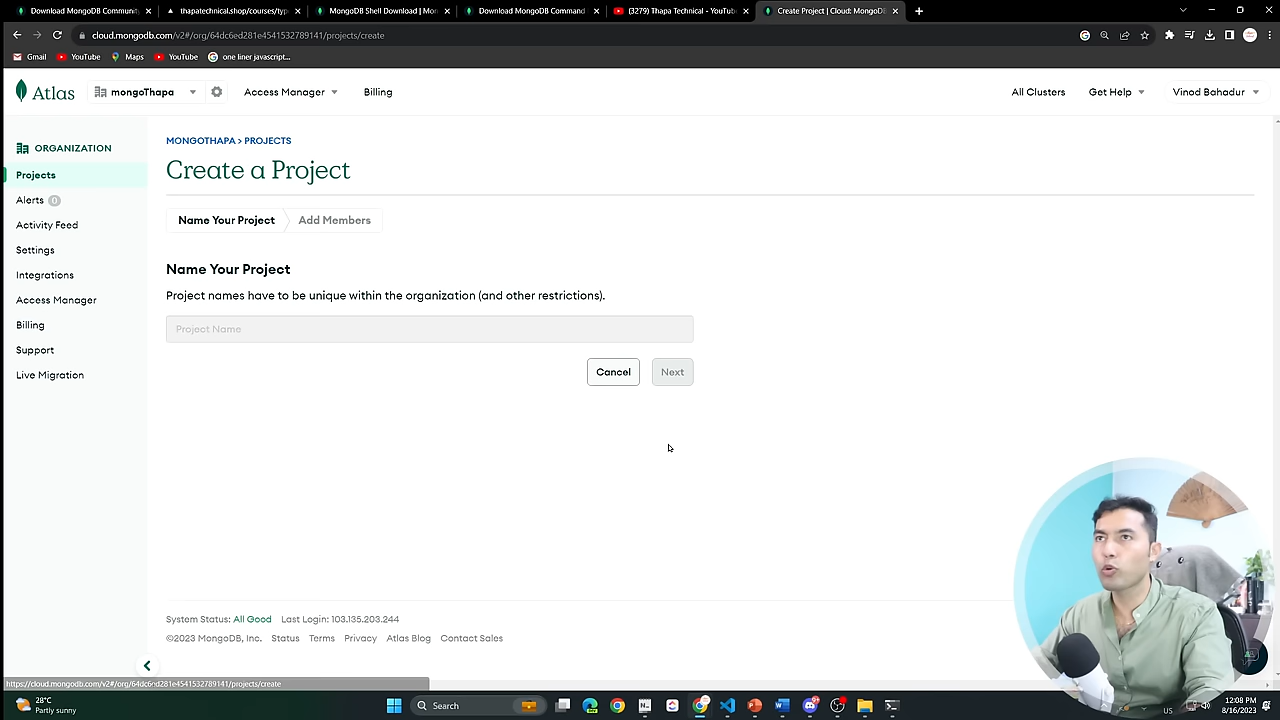 Download MongoDB Community
thapatechnical.shop/courses/typ
MongoDB Shell Download | Mon
Download MongoDB Command
(3279) Thapa Technical - YouTube
Create Project | Cloud: MongoDB
cloud.mongodb.com/v2#/org/64dc6ed281e4541532789141/projects/create
Gmail
YouTube
Maps
YouTube
one liner javascript...
Atlas
mongoThapa
Access Manager
Billing
All Clusters
Get Help
Vinod Bahadur
ORGANIZATION
Projects
Alerts 0
Activity Feed
Settings
Integrations
Access Manager
Billing
Support
Live Migration
MONGOTHAPA > PROJECTS
Create a Project
Name Your Project
Add Members
Name Your Project
Project names have to be unique within the organization (and other restrictions).
Project Name
Cancel
Next
System Status: All Good Last Login: 103.135.203.244
©2023 MongoDB, Inc. Status Terms Privacy Atlas Blog Contact Sales
https://cloud.mongodb.com/v2#/org/64dc6ed281e4541532789141/projects/create
28°C
Partly sunny
Search
US
12:08 PM
8/16/2023